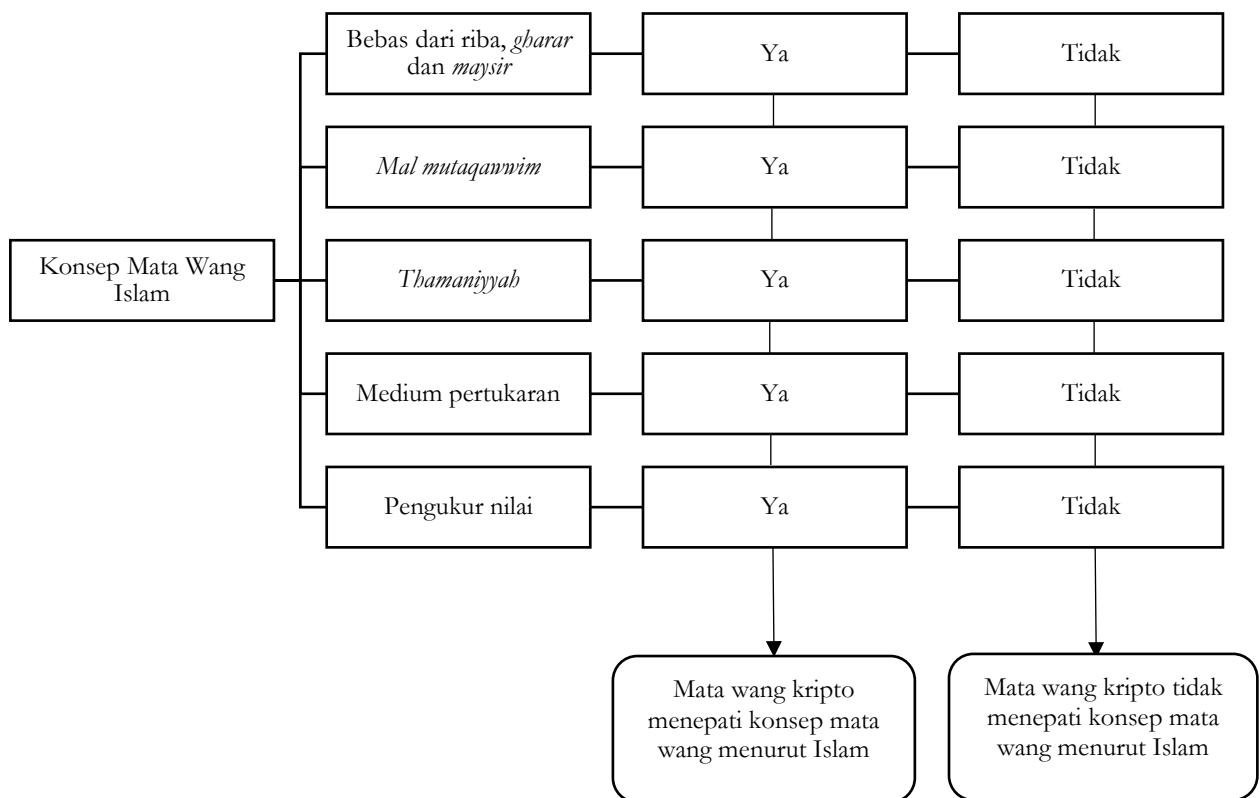 Bebas dari riba, gharar
dan maysir
Ya
Tidak
Mal mutaqawwim
Ya
Tidak
Konsep Mata Wang
Islam
Thamaniyyah
Ya
Tidak
Medium pertukaran
Ya
Tidak
Pengukur nilai
Ya
Tidak
Mata wang kripto
menepati konsep mata
wang menurut Islam
Mata wang kripto tidak
menepati konsep mata
wang menurut Islam